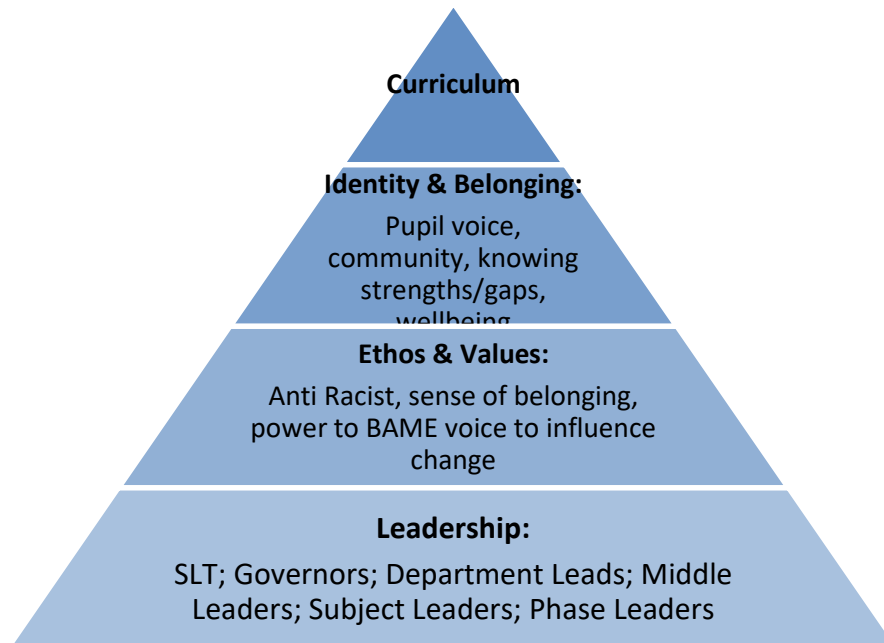 Curriculum
Identity & Belonging:
Pupil voice,
community, knowing
strengths/gaps,
wellbeing
Ethos & Values:
Anti Racist, sense of belonging,
power to BAME voice to influence
change
Leadership:
SLT; Governors; Department Leads; Middle
Leaders; Subject Leaders; Phase Leaders